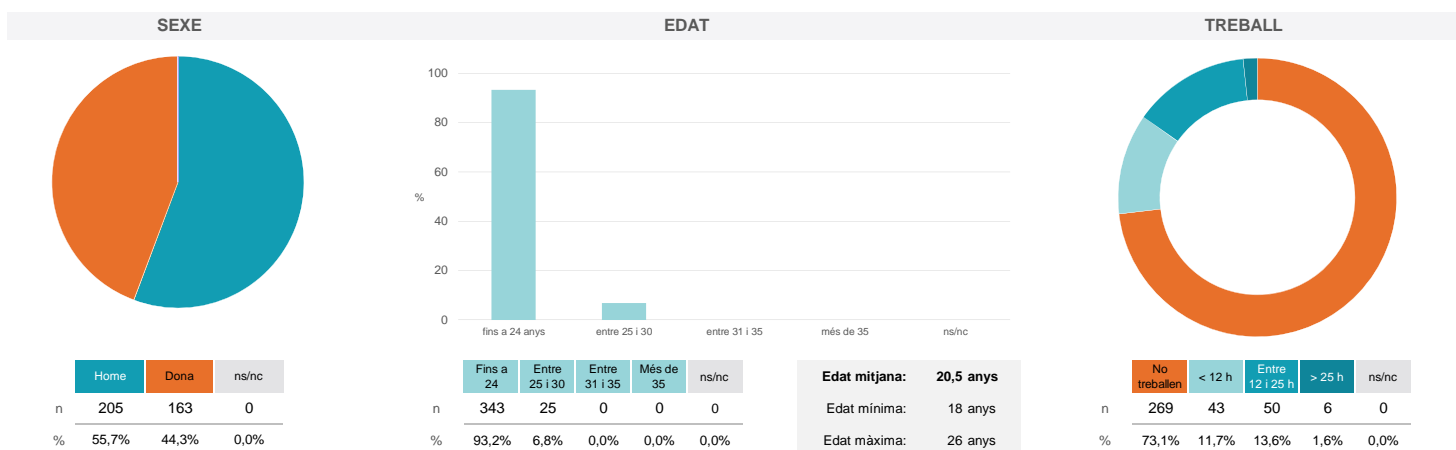 SEXE
EDAT
TREBALL
100
80
60
%
40
20
0
fins a 24 anys entre 25 i 30 entre 31 i 35 més de 35 ns/nc
Home Dona ns/nc
n 205 163 0
% 55,7% 44,3% 0,0%
Fins a 24 Entre 25 i 30 Entre 31 i 35 Més de 35 ns/nc
n 343 25 0 0 0
% 93,2% 6,8% 0,0% 0,0% 0,0%
Edat mitjana: 20,5 anys
Edat mínima: 18 anys
Edat màxima: 26 anys
No treballen < 12 h Entre 12 i 25 h > 25 h ns/nc
n 269 43 50 6 0
% 73,1% 11,7% 13,6% 1,6% 0,0%